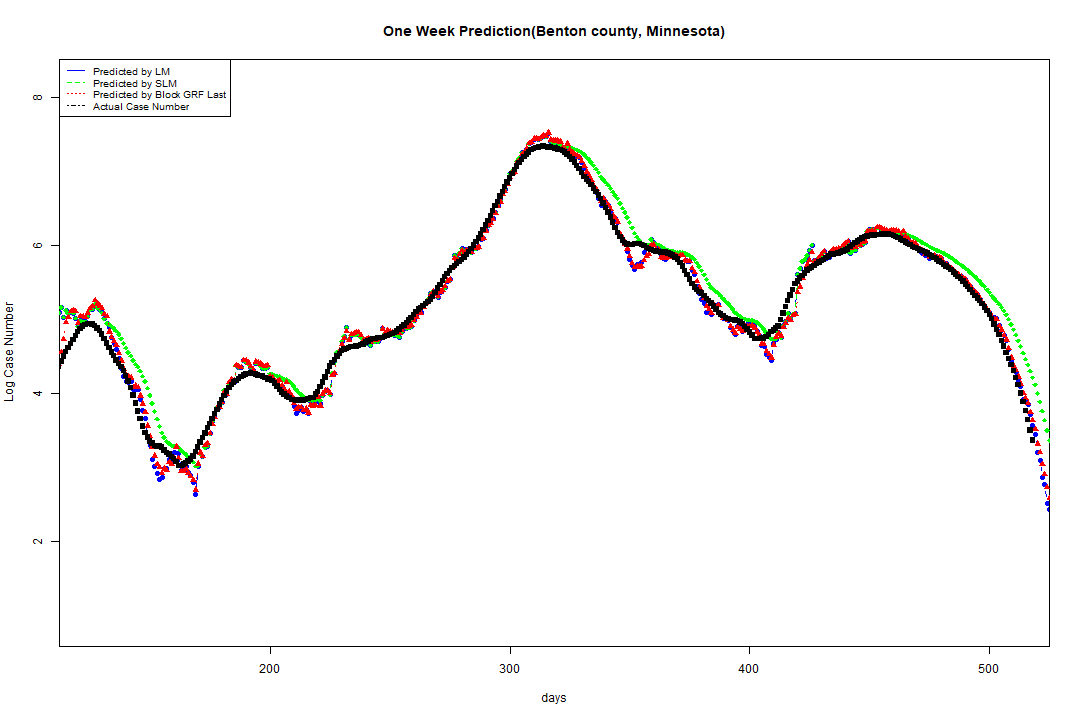 One Week Prediction(Benton county, Minnesota)
Predicted by LM
Predicted by SLM
Predicted by Block GRF Last
Actual Case Number
8
6
4
2
Log Case Number
200 300 400 500
days